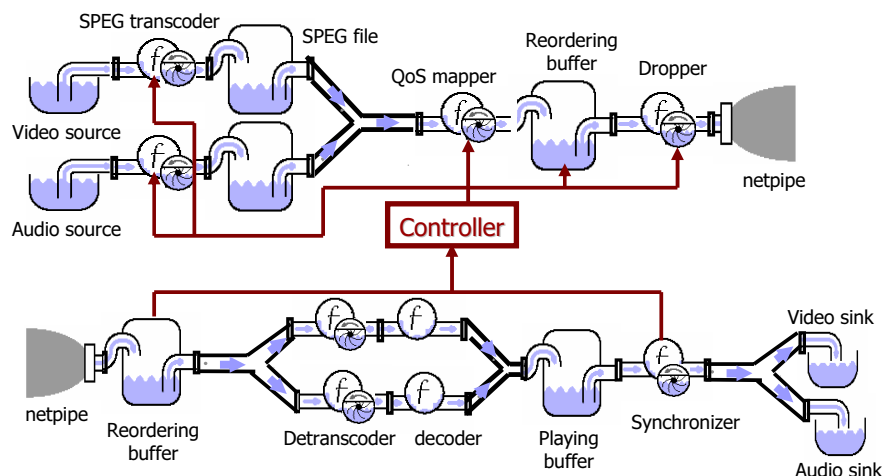 SPEG transcoder
SPEG file
f
Video source
QoS mapper
f
Reordering
buffer
Dropper
f
netpipe
f
Audio source
Controller
netpipe
Reordering
buffer
f
f
f
f
Detranscoder
decoder
Playing
buffer
f
Synchronizer
Video sink
Audio sink